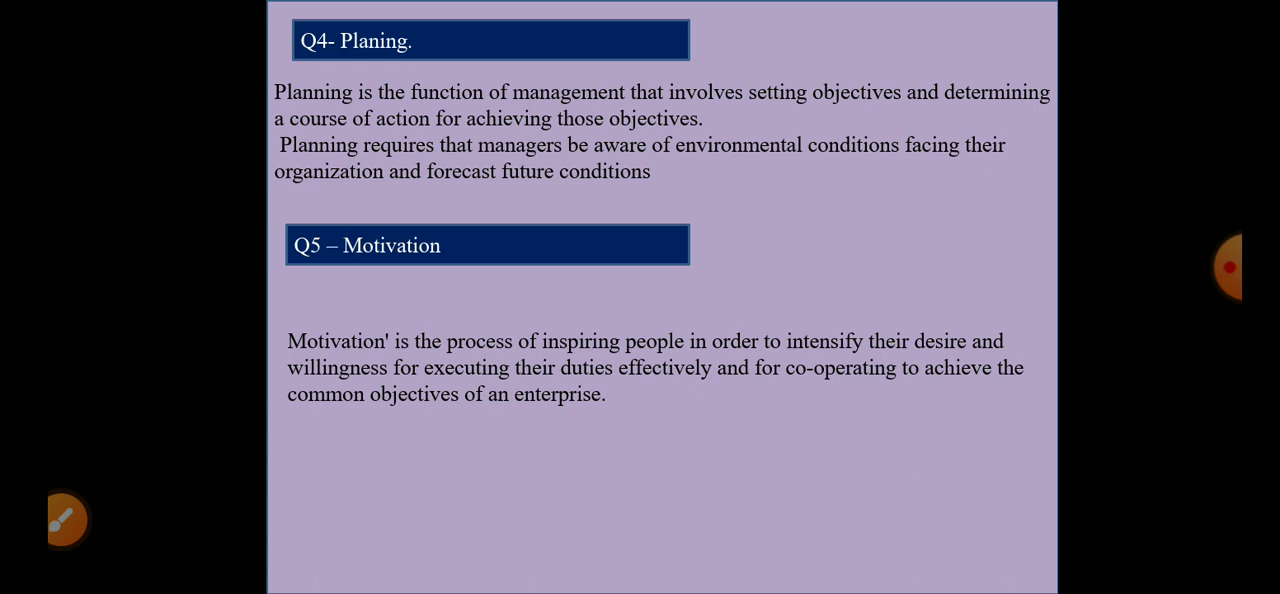 Q4- Planing.
Planning is the function of management that involves setting objectives and determining
a course of action for achieving those objectives.
Planning requires that managers be aware of environmental conditions facing their
organization and forecast future conditions
Q5 – Motivation
Motivation' is the process of inspiring people in order to intensify their desire and
willingness for executing their duties effectively and for co-operating to achieve the
common objectives of an enterprise.